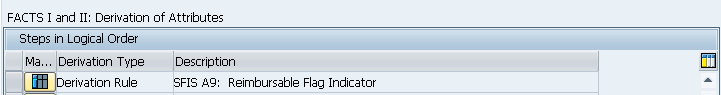 FACTS I and II: Derivation of Attributes
Steps in Logical Order
Ma... Derivation Type Description
Derivation Rule SFIS A9: Reimbursable Flag Indicator